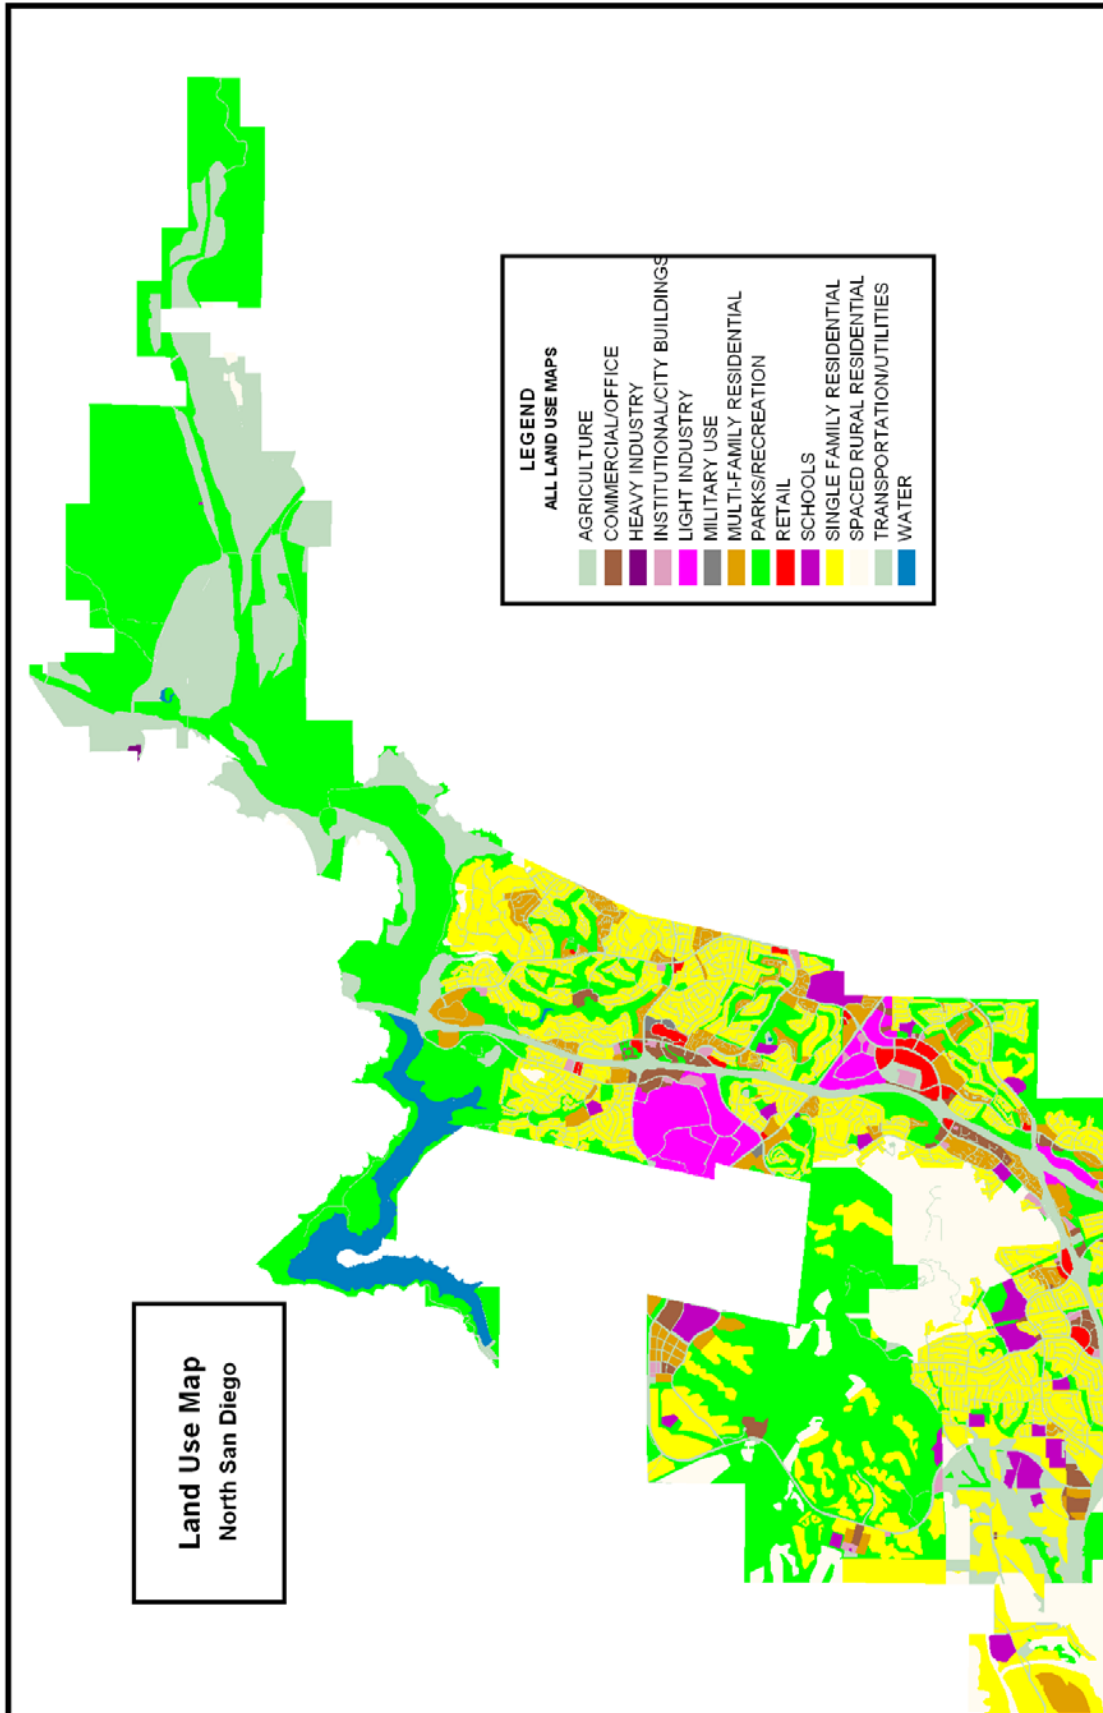 Land Use Map
North San Diego
LEGEND
ALL LAND USE MAPS
AGRICULTURE
COMMERCIAL/OFFICE
HEAVY INDUSTRY
INSTITUTIONAL/CITY BUILDINGS
LIGHT INDUSTRY
MILITARY USE
MULTI-FAMILY RESIDENTIAL
PARKS/RECREATION
RETAIL
SCHOOLS
SINGLE FAMILY RESIDENTIAL
SPACED RURAL RESIDENTIAL
TRANSPORTATION/UTILITIES
WATER